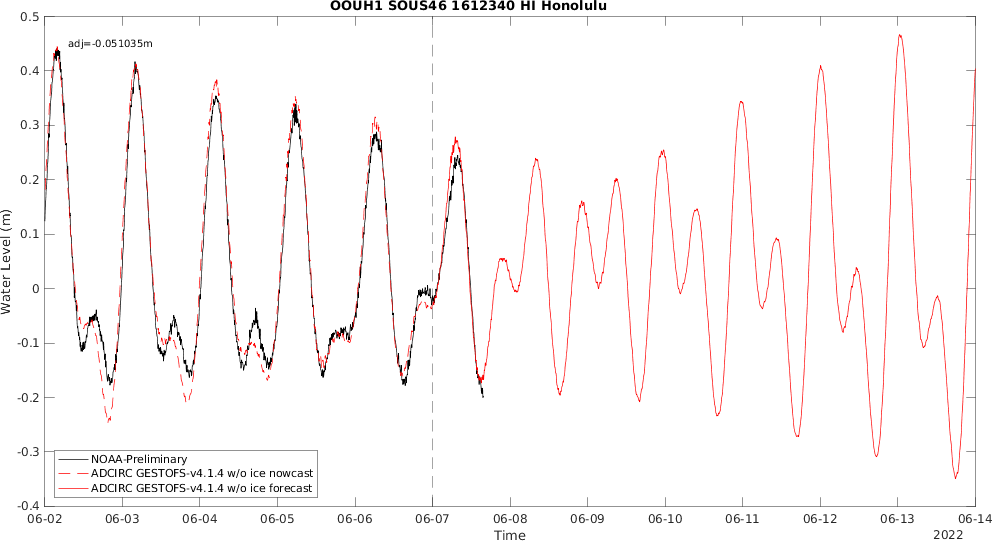 OOUH1 SOUS46 1612340 HI Honolulu
adj=-0.051035m
0.5
0.4
0.3
0.2
0.1
0
-0.1
-0.2
-0.3
-0.4
Water Level (m)
NOAA-Preliminary
ADCIRC GESTOFS-v4.1.4 w/o ice nowcast
ADCIRC GESTOFS-v4.1.4 w/o ice forecast
06-02 06-03 06-04 06-05 06-06 06-07 06-08 06-09 06-10 06-11 06-12 06-13 06-14
Time
2022